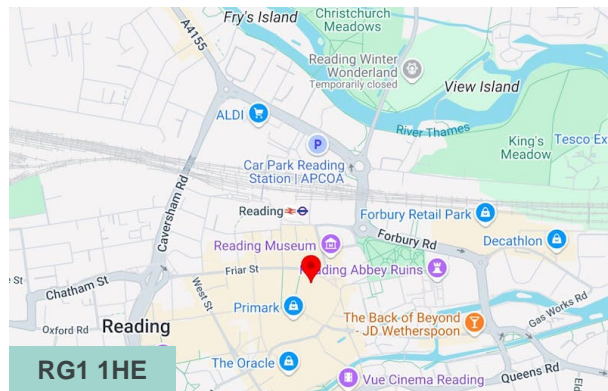 Fry's Island
Christchurch
Meadows
A4155
Reading Winter
Wonderland
Temporarily closed
View Island
ALDI
P
River Thames
King's
Meadow
Tesco Ex
Car Park Reading
Station | APCOA
Caversham Rd
Reading
Forbury Retail Park
Reading Museum
Forbury Rd
Decathlon
Friar St
Reading Abbey Ruins
Chatham St
West St
Primark
The Back of Beyond
- JD Wetherspoon
Gas Works Rd
Oxford Rd
Reading
The Oracle
Vue Cinema Reading
Queens Rd
RG1 1HE